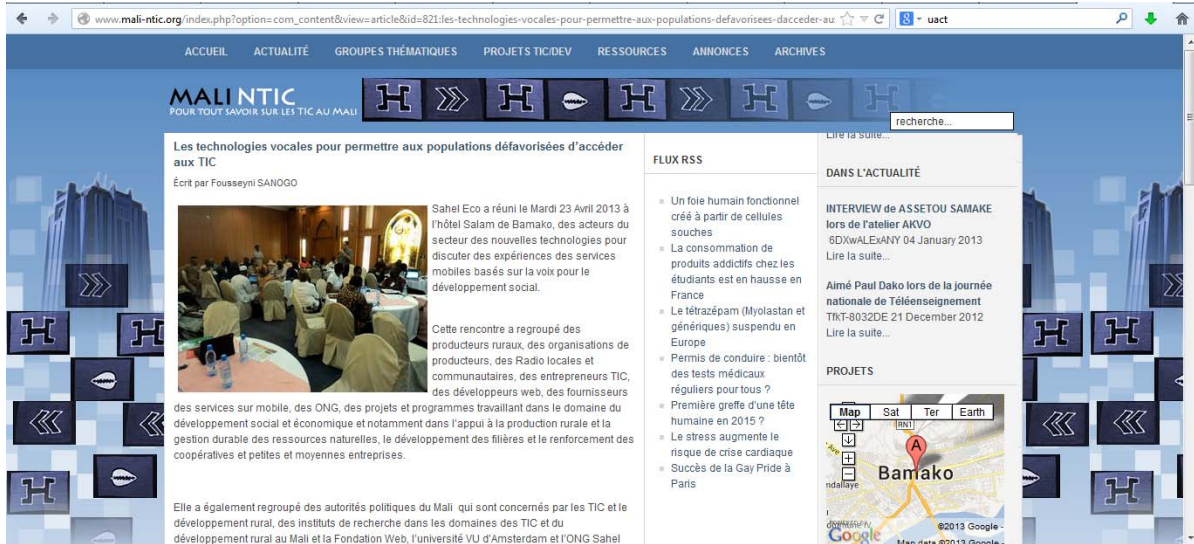 www.mali-ntic.org/index.php?option=com_content&view=article&id=821:les-technologies-vocales-pour-permettre-aux-populations-defavorisees-dacceder-au:
8 uact
ACCUEIL ACTUALITÉ GROUPES THÉMATIQUES PROJETS TIC/DEV RESSOURCES ANNONCES ARCHIVES
MALI NTIC
POUR TOUT SAVOIR SUR LES TIC AU MALI
recherche...
Les technologies vocales pour permettre aux populations défavorisées d'accéder
aux TIC
Écrit par Fousseyni SANOGO
Sahel Eco a réuni le Mardi 23 Avril 2013 à
l'hôtel Salam de Bamako, des acteurs du
secteur des nouvelles technologies pour
discuter des expériences des services
mobiles basés sur la voix pour le
développement social.
Cette rencontre a regroupé des
producteurs ruraux, des organisations de
producteurs, des Radio locales et
communautaires, des entrepreneurs TIC,
des développeurs web, des fournisseurs
des services sur mobile, des ONG, des projets et programmes travaillant dans le domaine du
développement social et économique et notamment dans l'appui à la production rurale et la
gestion durable des ressources naturelles, le développement des filières et le renforcement des
coopératives et petites et moyennes entreprises.
Elle a également regroupé des autorités politiques du Mali qui sont concernés par les TIC et le
développement rural, des instituts de recherche dans les domaines des TIC et du
développement rural au Mali et la Fondation Web, l'université VU d'Amsterdam et l'ONG Sahel
FLUX RSS
Un foie humain fonctionnel
créé à partir de cellules
souches
La consommation de
produits addictifs chez les
étudiants est en hausse en
France
Le tétrazépam (Myolastan et
génériques) suspendu en
Europe
Permis de conduire : bientôt
des tests médicaux
réguliers pour tous ?
Première greffe d'une tête
humaine en 2015 ?
Le stress augmente le
risque de crise cardiaque
Succès de la Gay Pride à
Paris
Lire la suite...
DANS L'ACTUALITÉ
INTERVIEW de ASSETOU SAMAKE
lors de l'atelier AKVO
6DXwALExANY 04 January 2013
Lire la suite...
Aimé Paul Dako lors de la journée
nationale de Téléenseignement
TfkT-8032DE 21 December 2012
Lire la suite...
PROJETS
Map Sat Ter Earth
RN1
A
Bamako
ndallaye
Google
©2013 Google -
Map data ©2013 Google -